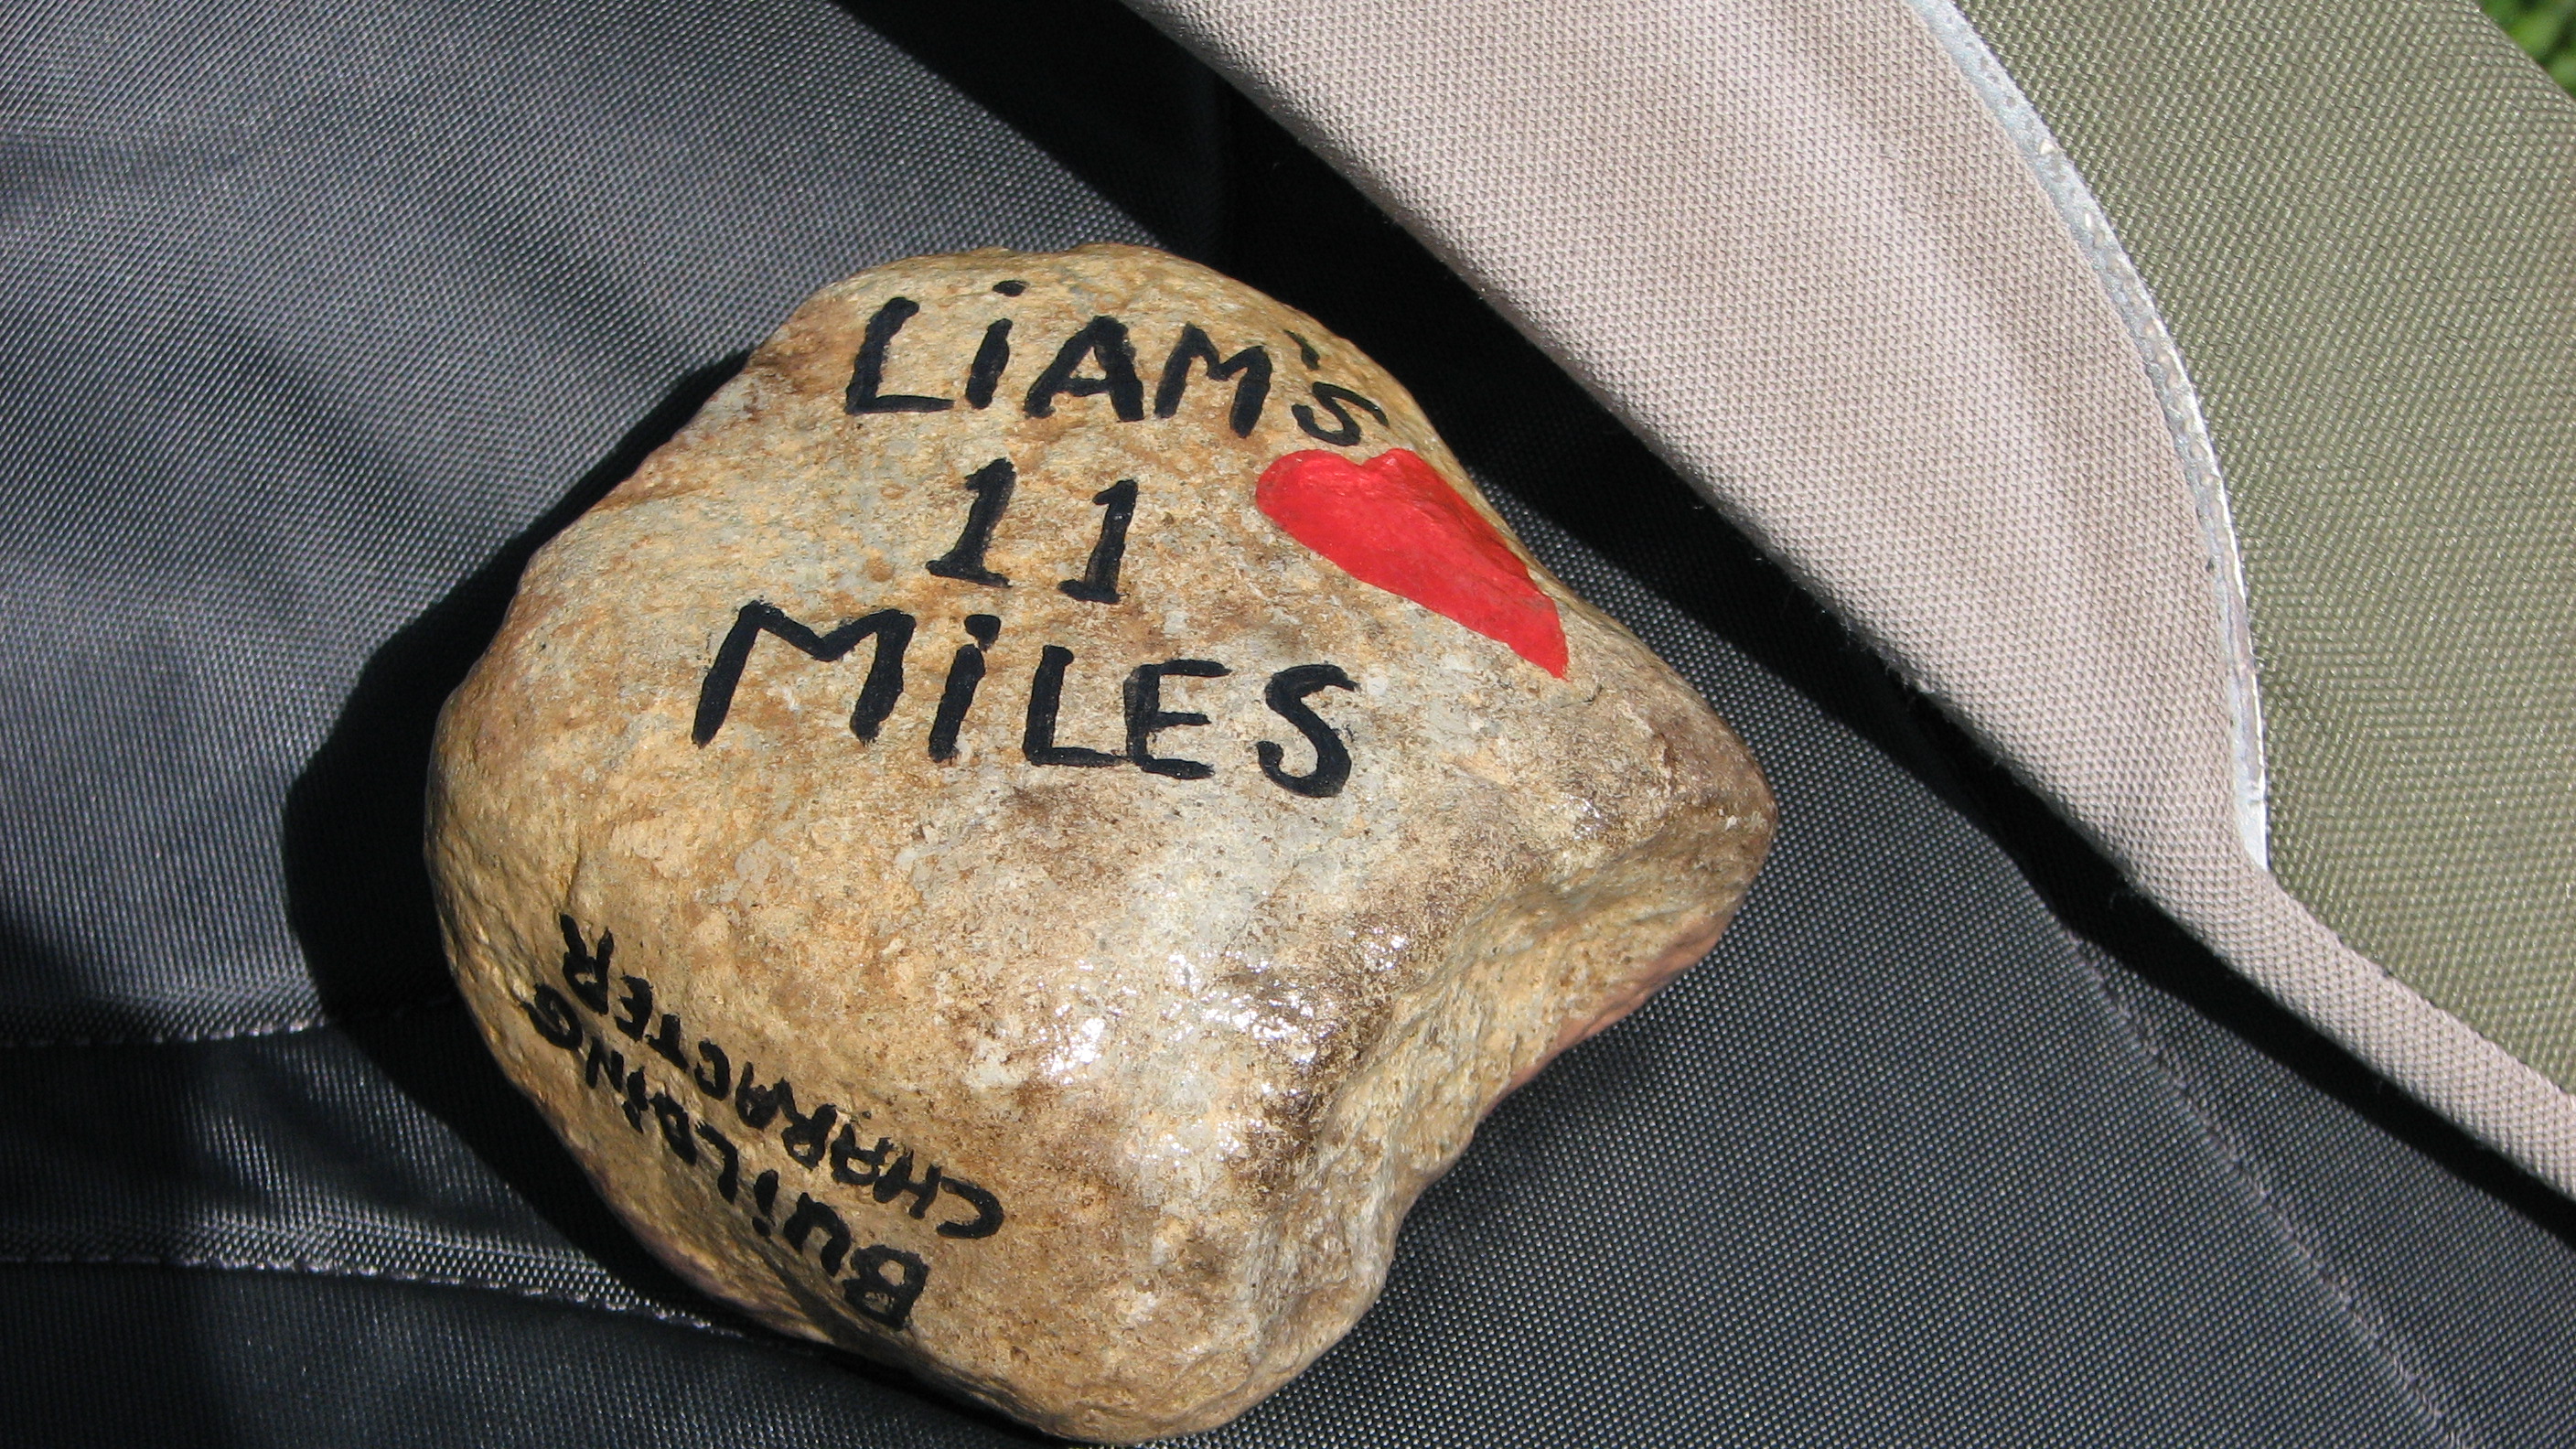 LiAM'S
11
MiLES
BUiLDiNG
CHARACTER